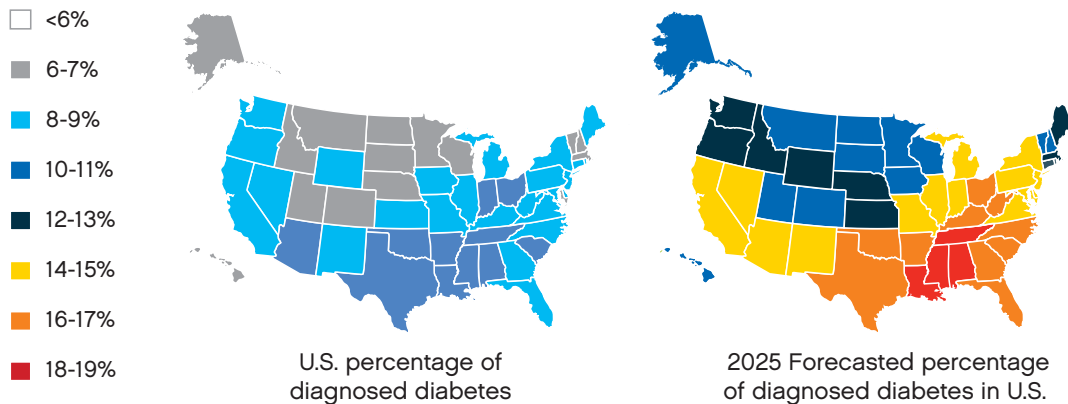 <6%
6-7%
8-9%
10-11%
12-13%
14-15%
16-17%
18-19%
U.S. percentage of
diagnosed diabetes
2025 Forecasted percentage
of diagnosed diabetes in U.S.